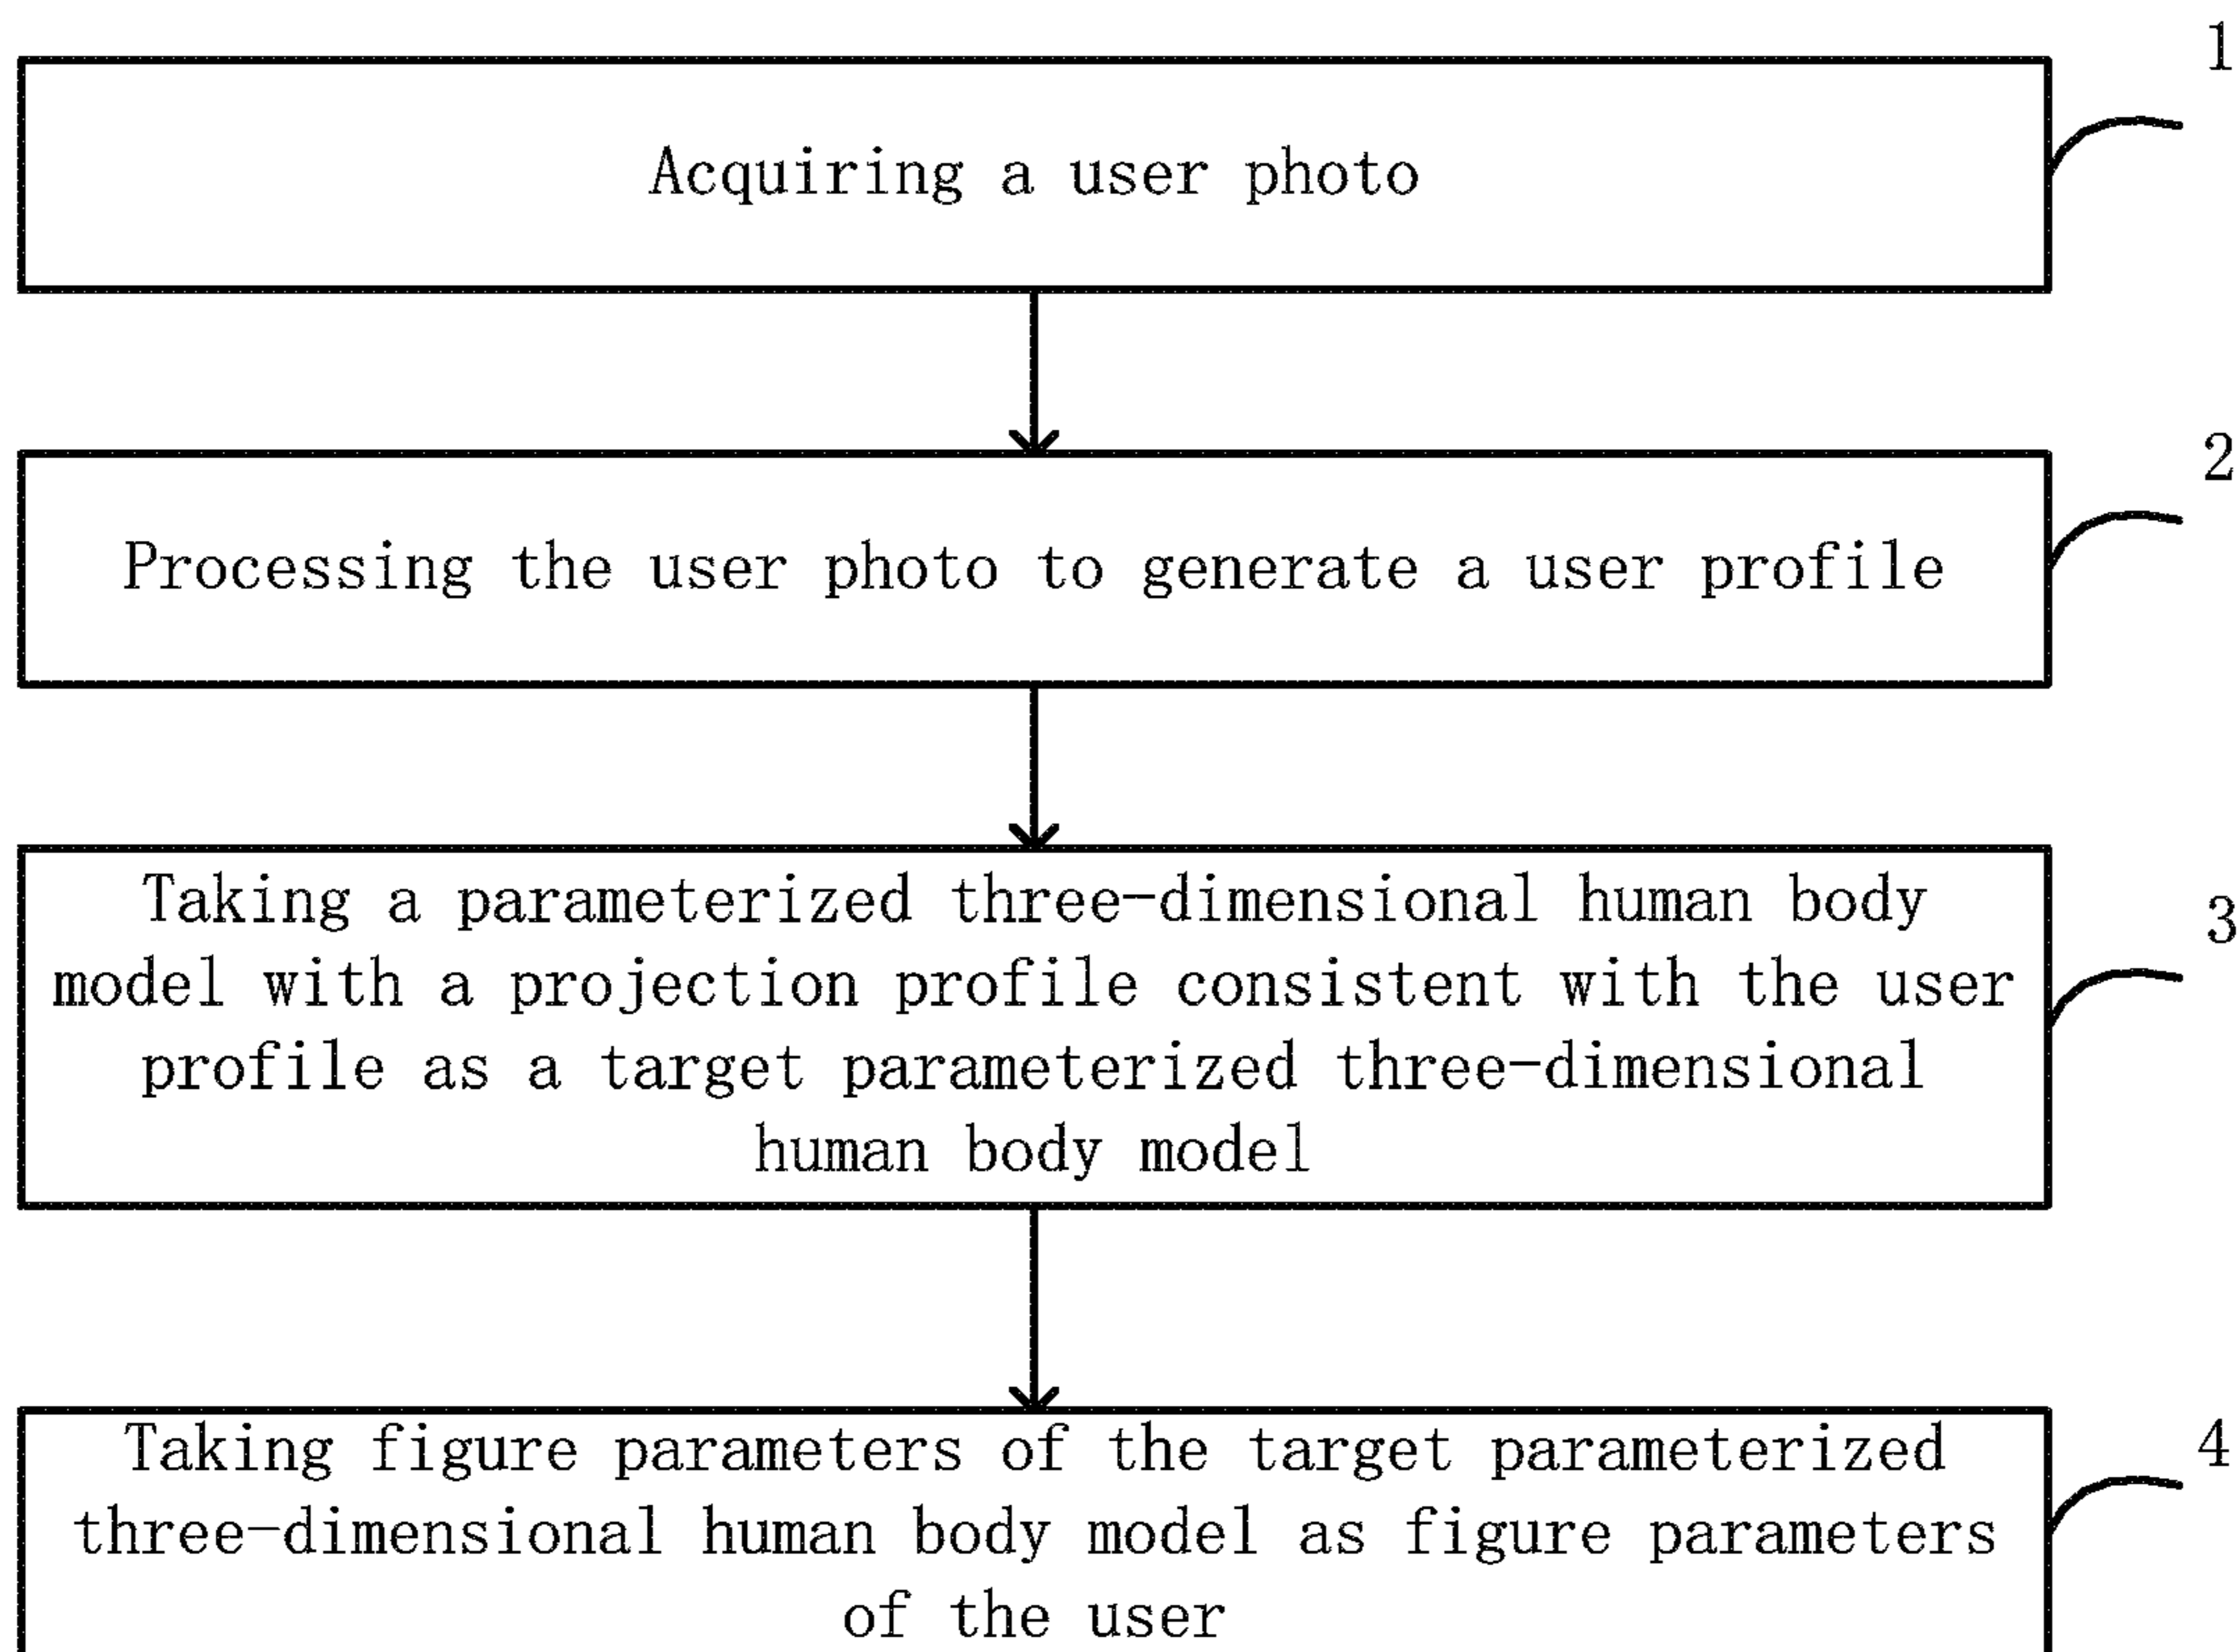 1
Acquiring a user photo
2
Processing the user photo to generate a user profile
Taking a parameterized three-dimensional human body
model with a projection profile consistent with the user
profile as a target parameterized three-dimensional
human body model
3
Taking figure parameters of the target parameterized
three-dimensional human body model as figure parameters
of the user
4